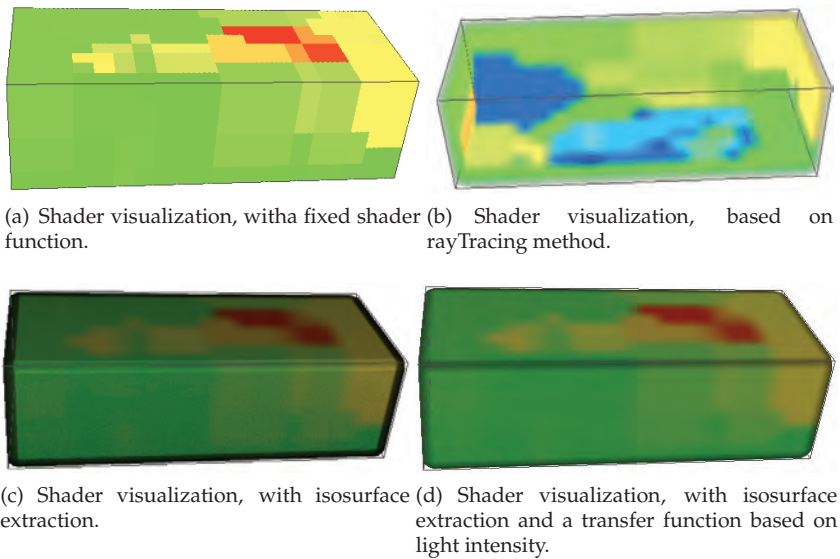 (a) Shader visualization, witha fixed shader
function.
(b) Shader visualization, based on
rayTracing method.
(c) Shader visualization, with isosurface
extraction.
(d) Shader visualization, with isosurface
extraction and a transfer function based on
light intensity.